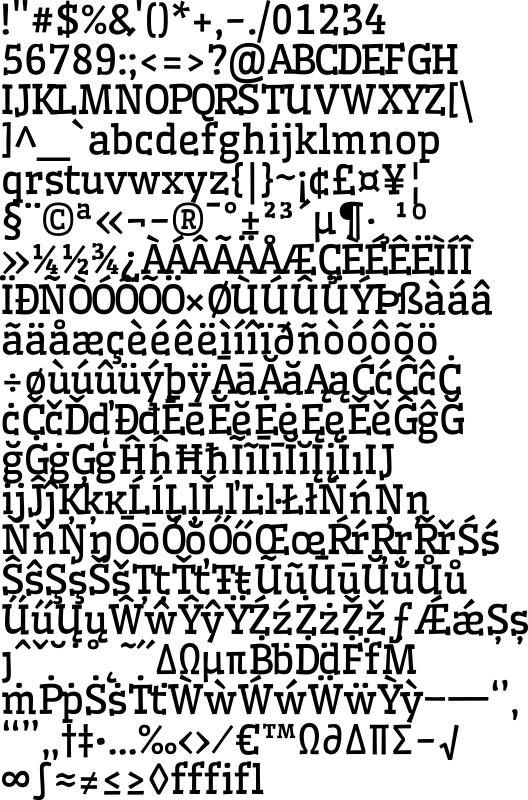 !"#$%&'()*+,-./01234
56789:;<=>?@ABCDEFGH
IJKLMNOPQRSTUVWXYZ[\
]^_`abcdefghijklmnop
qrstuvwxyz{|}~¡¢£¤¥¦
§¨©ª«¬-®¯°±²³´µ¶·¸¹º
»¼½¾¿ÀÁÂÃÄÅÆÇÈÉÊËÌÍÎ
ÏÐÑÒÓÔÕÖ×ØÙÚÛÜÝÞßàáâ
ãäåæçèéêëìíîïðñòóôõö
÷øùúûüýþÿĀāĂăĄąĆćĈĉĊ
ċČčĎďĐđĒēĔĕĖėĘęĚěĜĝĞ
ğĠġĢģĤĥĦħĨĩĪīĬĭĮįİıĲ
ĳĴĵĶķĸĹĺĻļĽľĿŀŁłŃńŅņ
ŇňŊŋŌōŎŏŐőŒœŔŕŖŗŘřŚś
ŜŝŞşŠšŢţŤťŦŧŨũŪūŬŭŮů
ŰűŲųŴŵŶŷŸŹźŻżŽžƒǼǽȘș
ȷˆˇ˘˙˚˛˜˝΄∆ΩµπḂḃḊḋḞḟṀ
ṁṖṗṠṡṪṫẀẁẂẃẄẅỲỳ–—‘’‚
“”„†‡•…‰‹›⁄€™Ω∂∆∏∑−√
∞∫≈≠≤≥◊fffifl